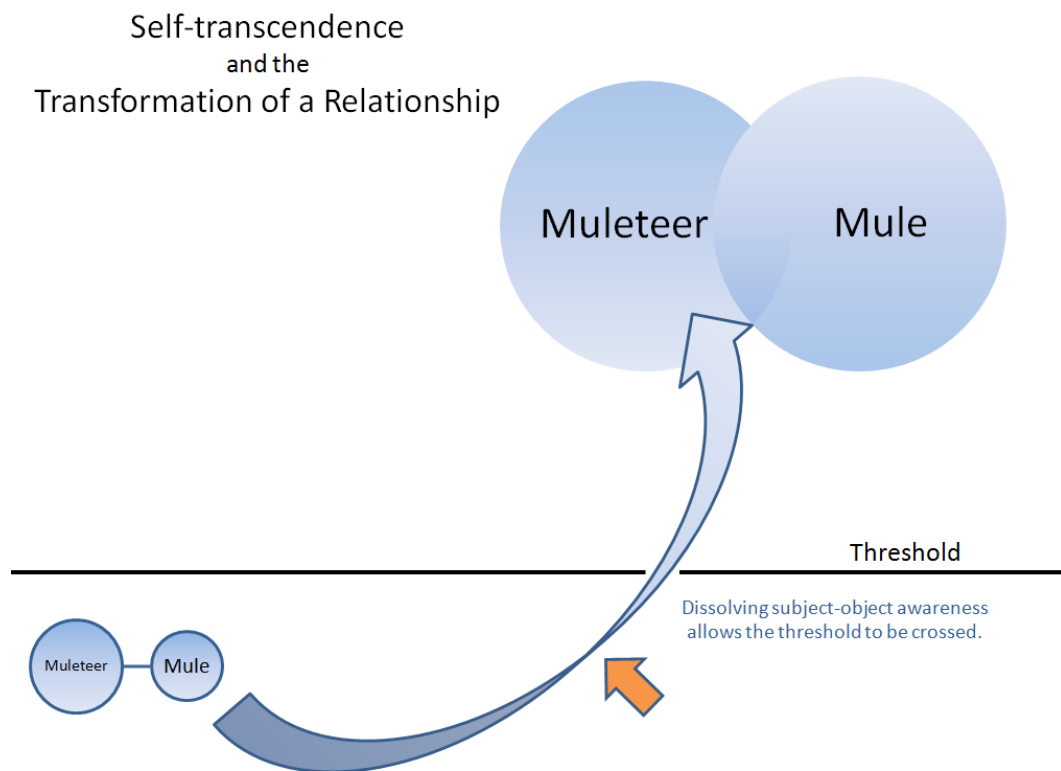 Self-transcendence
and the
Transformation of a Relationship
Muleteer
Mule
Threshold
Dissolving subject-object awareness
allows the threshold to be crossed.
Muleteer
Mule